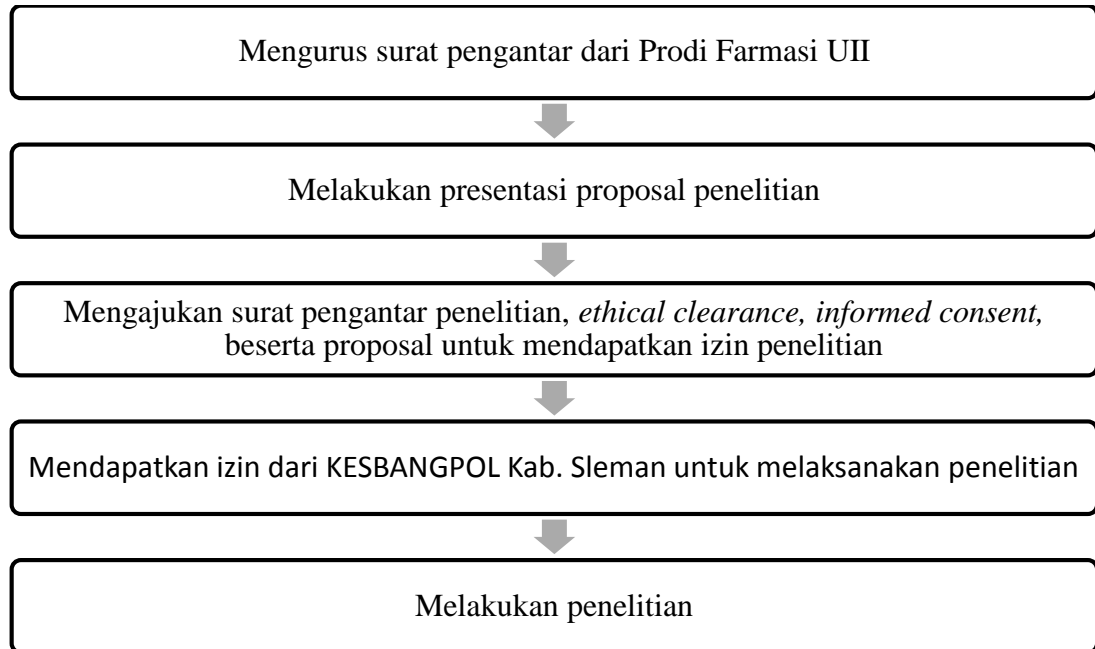 Mengurus surat pengantar dari Prodi Farmasi UII
Melakukan presentasi proposal penelitian
Mengajukan surat pengantar penelitian, ethical clearance, informed consent,
beserta proposal untuk mendapatkan izin penelitian
Mendapatkan izin dari KESBANGPOL Kab. Sleman untuk melaksanakan penelitian
Melakukan penelitian